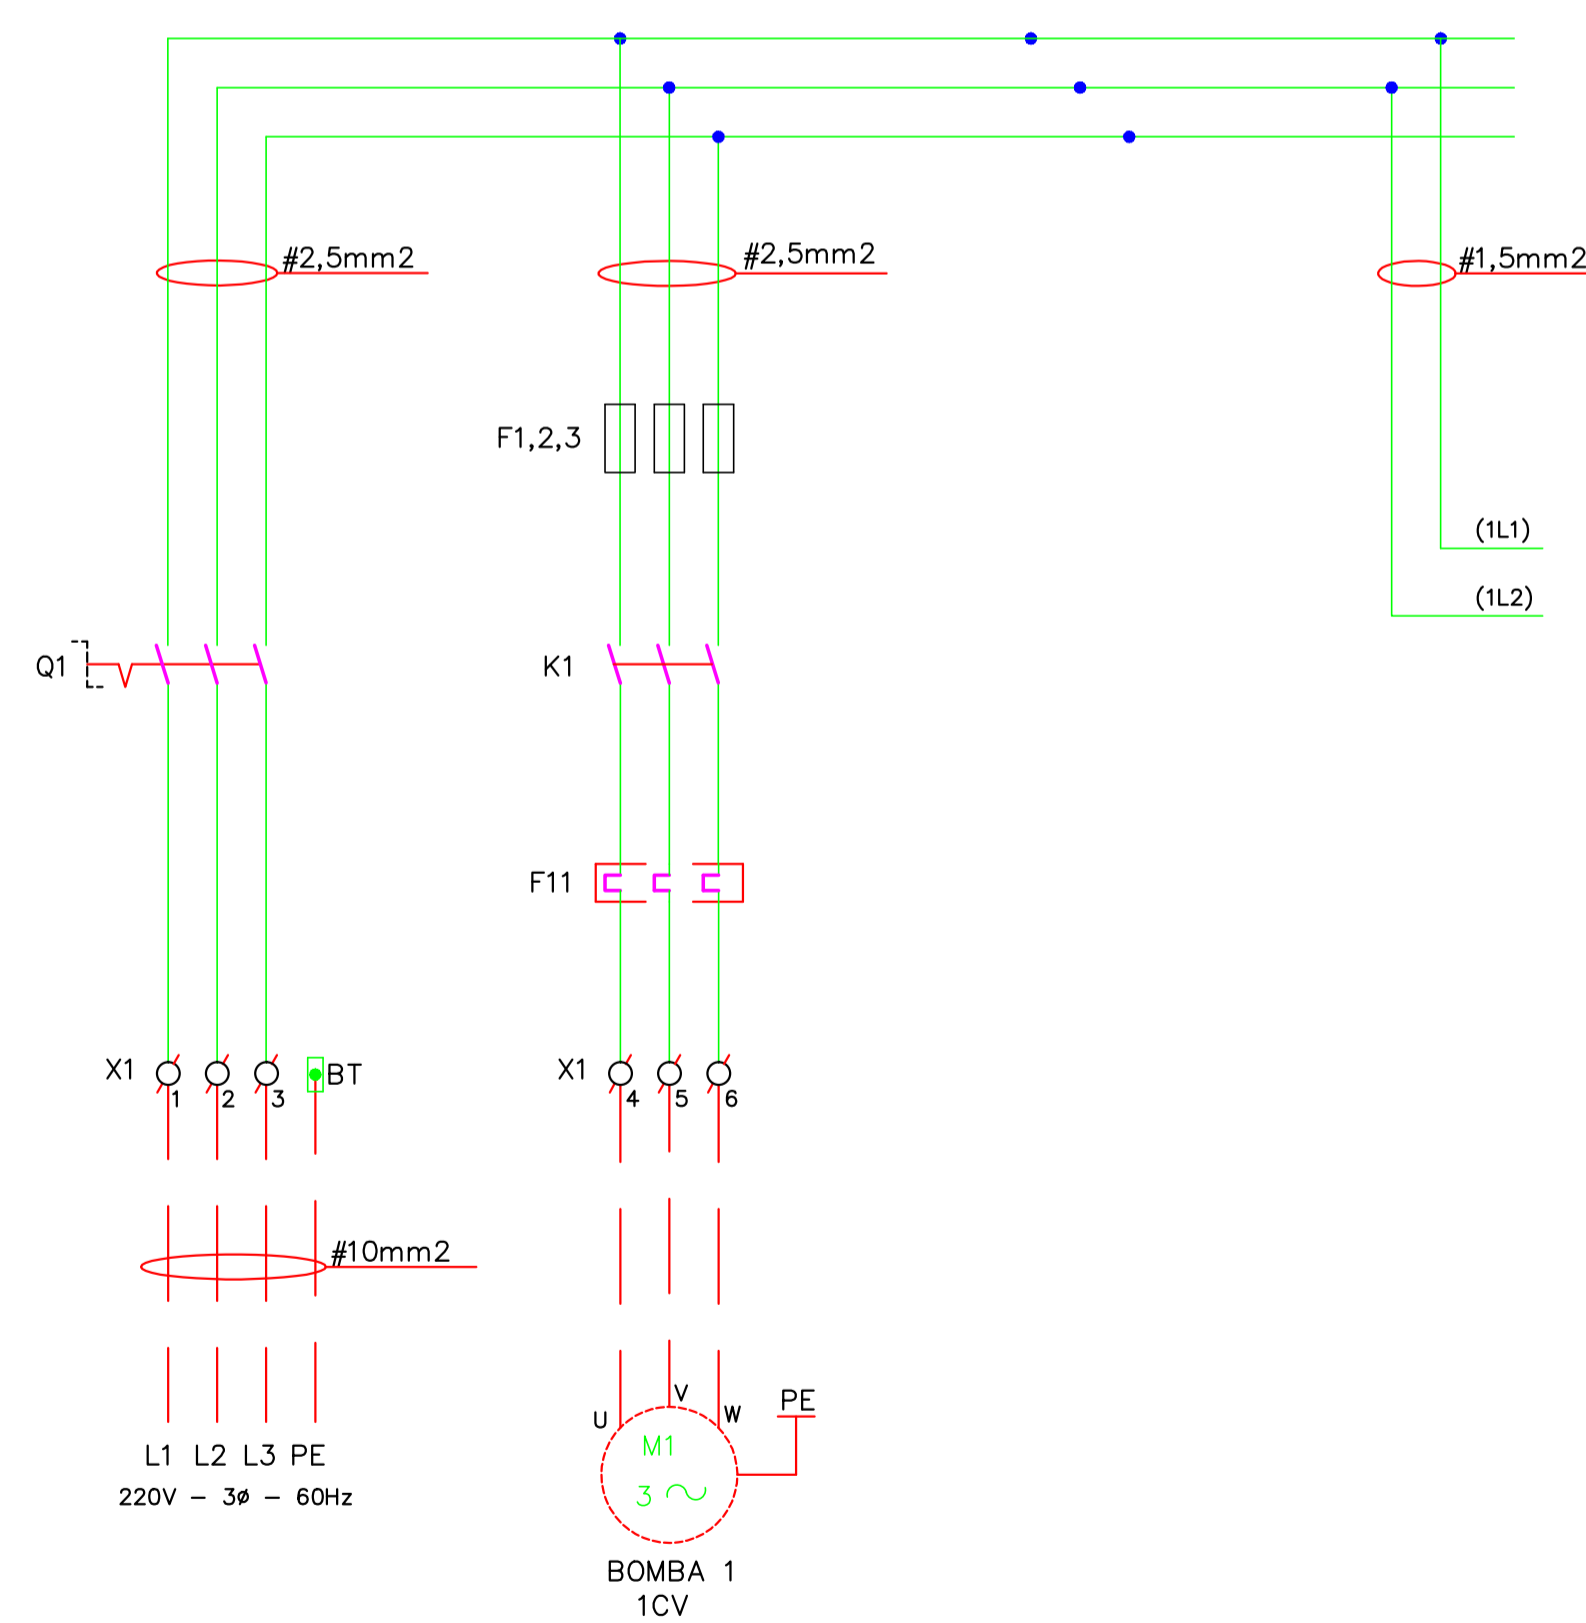 #2,5mm2
#2,5mm2
#1,5mm2
F1,2,3
(1L1)
(1L2)
Q1
K1
F11
X1
1
2
3
BT
X1
4
5
6
#10mm2
U
V
W
PE
M1
3 ~
L1 L2 L3 PE
220V - 3ø - 60Hz
BOMBA 1
1CV